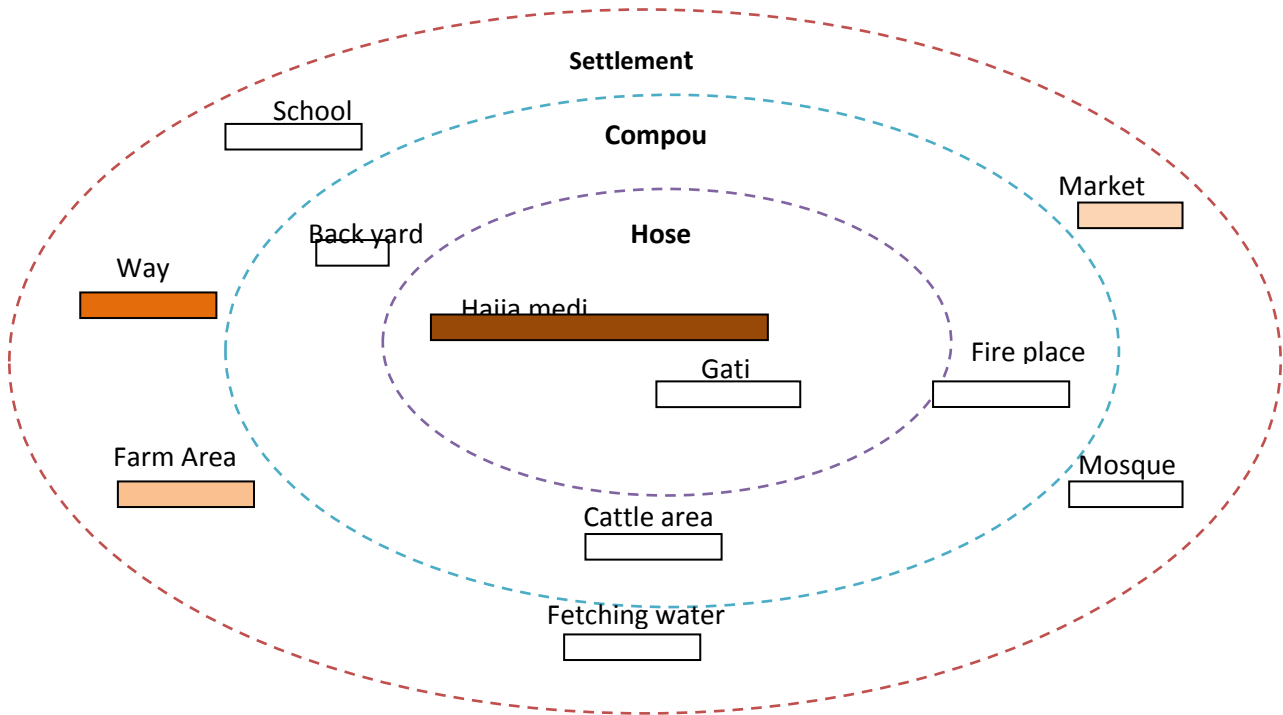 Settlement
School
Compou
Market
Back yard
Hose
Way
Haila medi
Gati
Fire place
Farm Area
Mosque
Cattle area
Fetching water